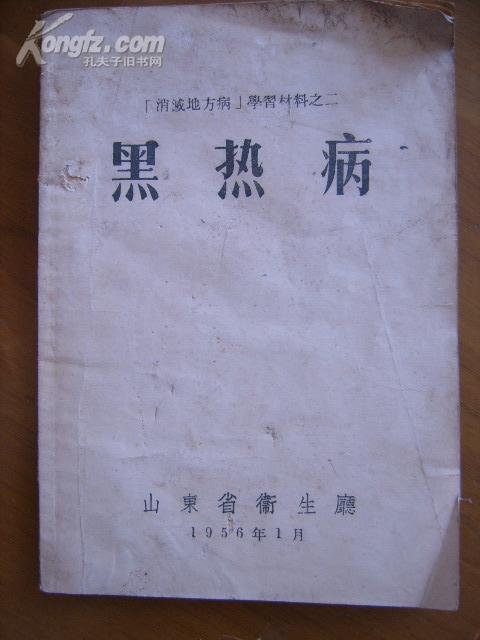 Kongfz.com
孔夫子旧书网
「消滅地方病」學習材料之二
黑热病
山東省衞生廳
1956年1月